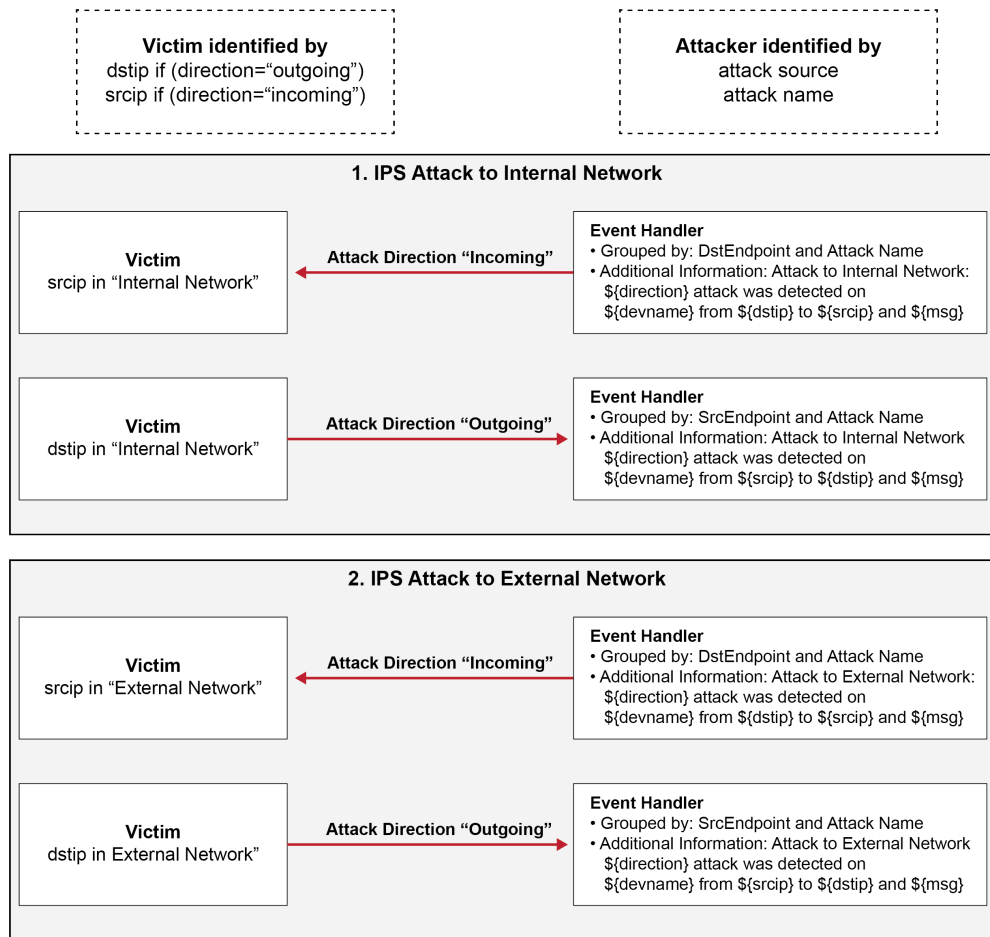 Victim identified by
dstip if (direction=“outgoing”)
srcip if (direction=“incoming”)
Attacker identified by
attack source
attack name
1. IPS Attack to Internal Network
Victim
srcip in “Internal Network”
Attack Direction “Incoming”
Event Handler
• Grouped by: DstEndpoint and Attack Name
• Additional Information: Attack to Internal Network:
${direction} attack was detected on
${devname} from ${dstip} to ${srcip} and ${msg}
Victim
dstip in “Internal Network”
Attack Direction “Outgoing”
Event Handler
• Grouped by: SrcEndpoint and Attack Name
• Additional Information: Attack to Internal Network
${direction} attack was detected on
${devname} from ${srcip} to ${dstip} and ${msg}
2. IPS Attack to External Network
Victim
srcip in “External Network”
Attack Direction “Incoming”
Event Handler
• Grouped by: DstEndpoint and Attack Name
• Additional Information: Attack to External Network:
${direction} attack was detected on
${devname} from ${dstip} to ${srcip} and ${msg}
Victim
dstip in External Network”
Attack Direction “Outgoing”
Event Handler
• Grouped by: SrcEndpoint and Attack Name
• Additional Information: Attack to External Network
${direction} attack was detected on
${devname} from ${srcip} to ${dstip} and ${msg}